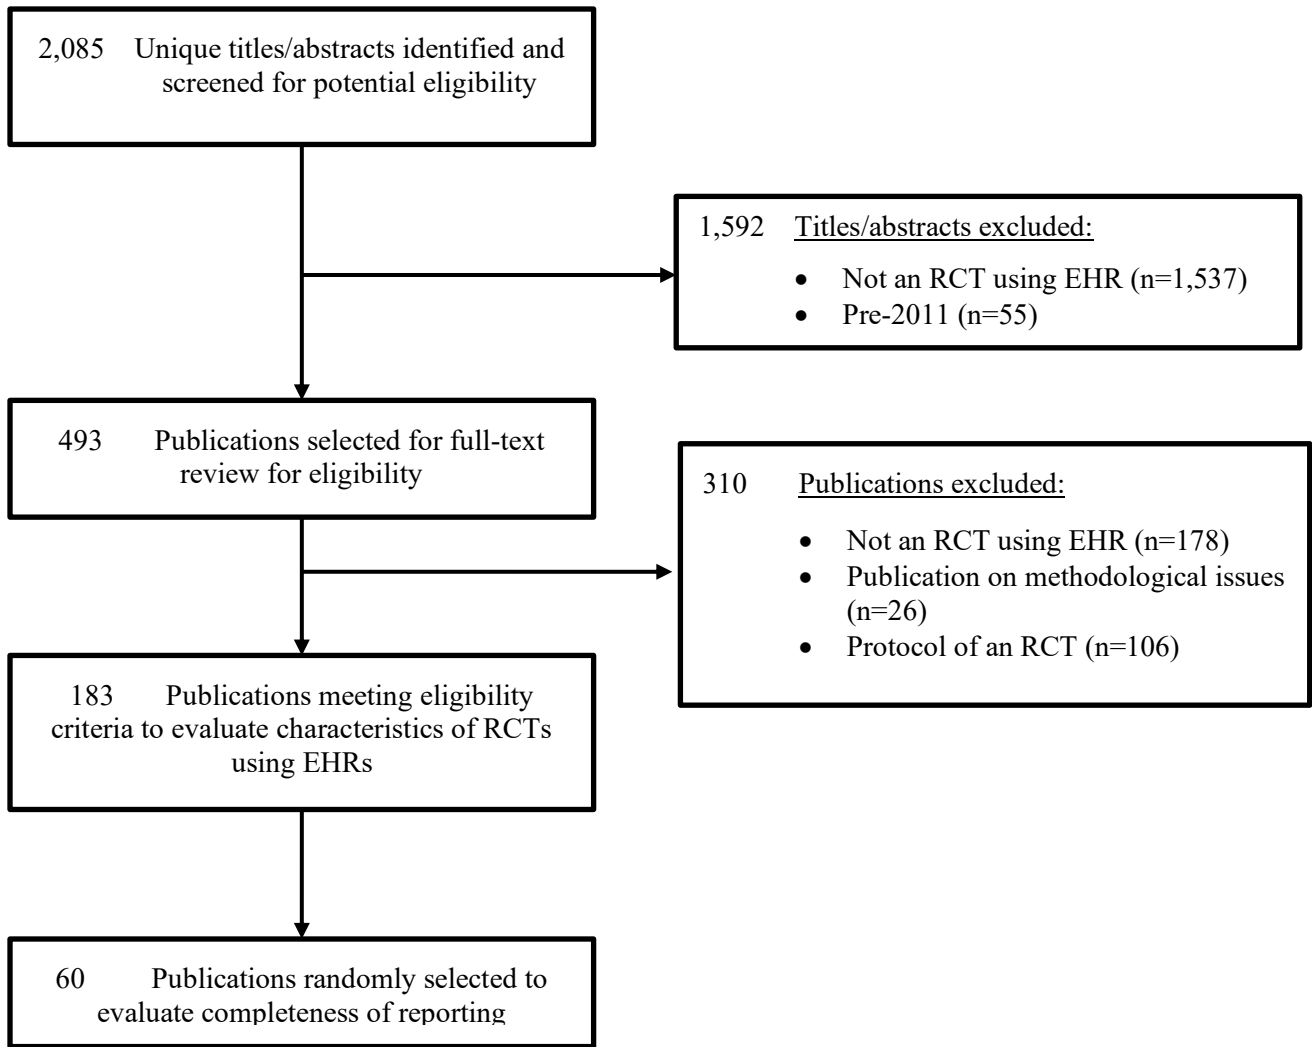 2,085 Unique titles/abstracts identified and
screened for potential eligibility
1,592 Titles/abstracts excluded:
• Not an RCT using EHR (n=1,537)
• Pre-2011 (n=55)
493 Publications selected for full-text
review for eligibility
310 Publications excluded:
• Not an RCT using EHR (n=178)
• Publication on methodological issues
(n=26)
• Protocol of an RCT (n=106)
183 Publications meeting eligibility
criteria to evaluate characteristics of RCTs
using EHRs
60 Publications randomly selected to
evaluate completeness of reporting